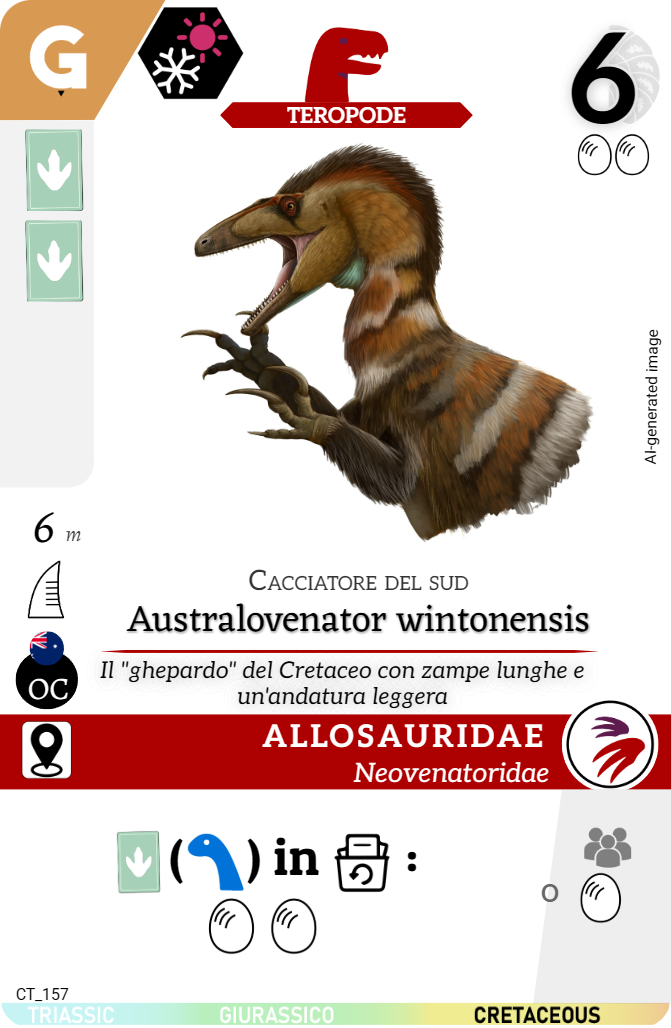 G
TEROPODE
6
AI-generated image
6 m
CACCIATORE DEL SUD
Australovenator wintonensis
Il "ghepardo" del Cretaceo con zampe lunghe e
un'andatura leggera
OC
ALLOSAURIDAE
Neovenatoridae
( ) in :
O
CT_157
TRIASSIC GIURASSICO CRETACEOUS